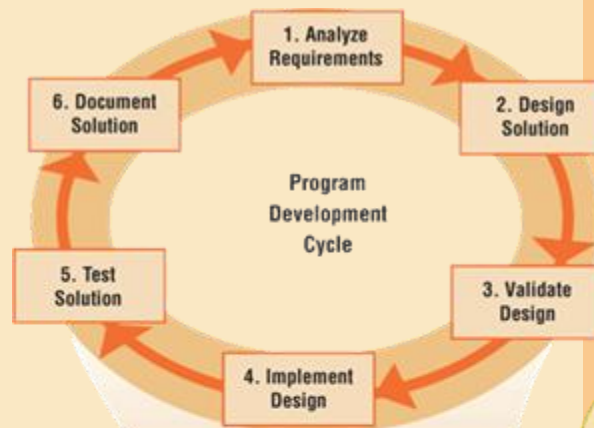 1. Analyze
Requirements
2. Design
Solution
3. Validate
Design
4. Implement
Design
5. Test
Solution
6. Document
Solution
Program
Development
Cycle